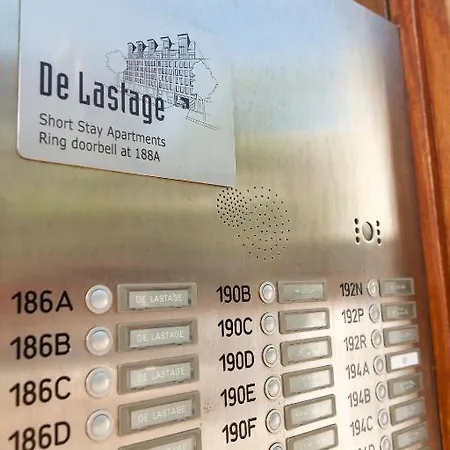 De Lastage
Short Stay Apartments
Ring doorbell at 188A
186A DE LASTAGE
186B DE LASTAGE
186C DE LASTAGE
186D DE LASTAGE
190B
190C
190D
190E
190F
192N
192P
192R
194A
194B
194C